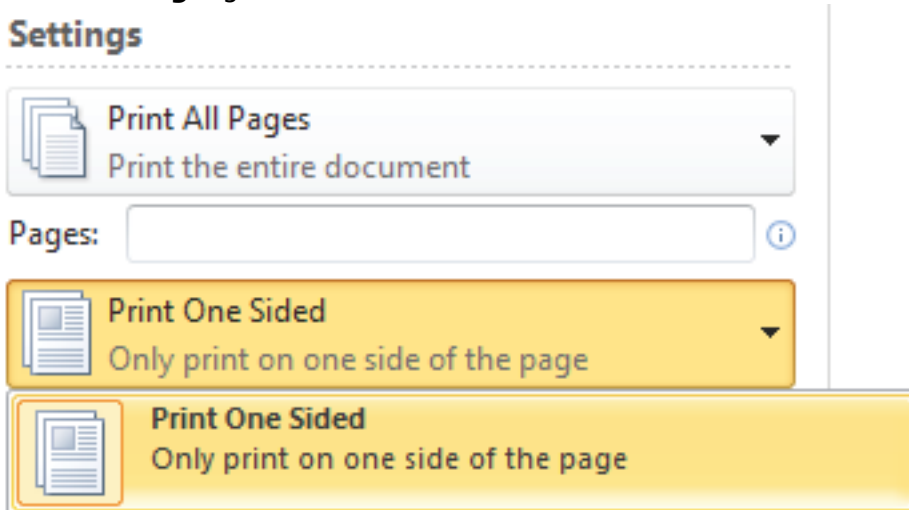 Settings
Print All Pages
Print the entire document
Pages:
Print One Sided
Only print on one side of the page
Print One Sided
Only print on one side of the page